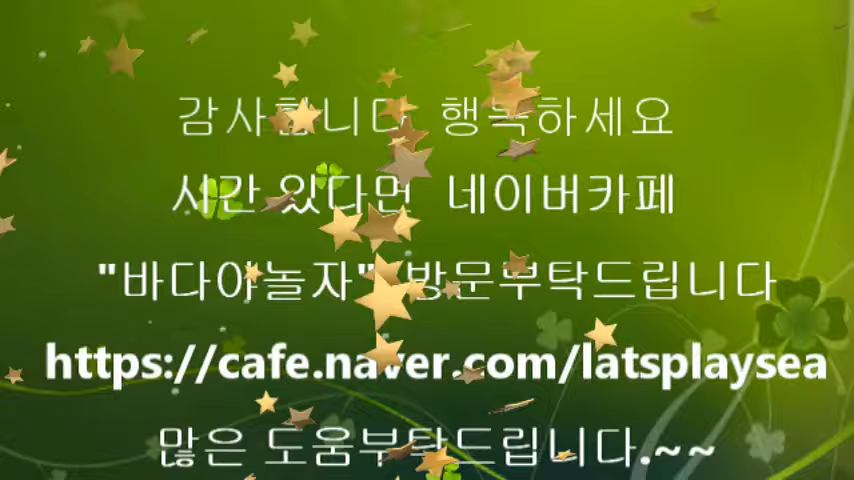 감사합니다 행복하세요
시간 있다면 네이버카페
"바다야놀자" 방문부탁드립니다
https://cafe.naver.com/latsplaysea
많은 도움부탁드립니다.~~